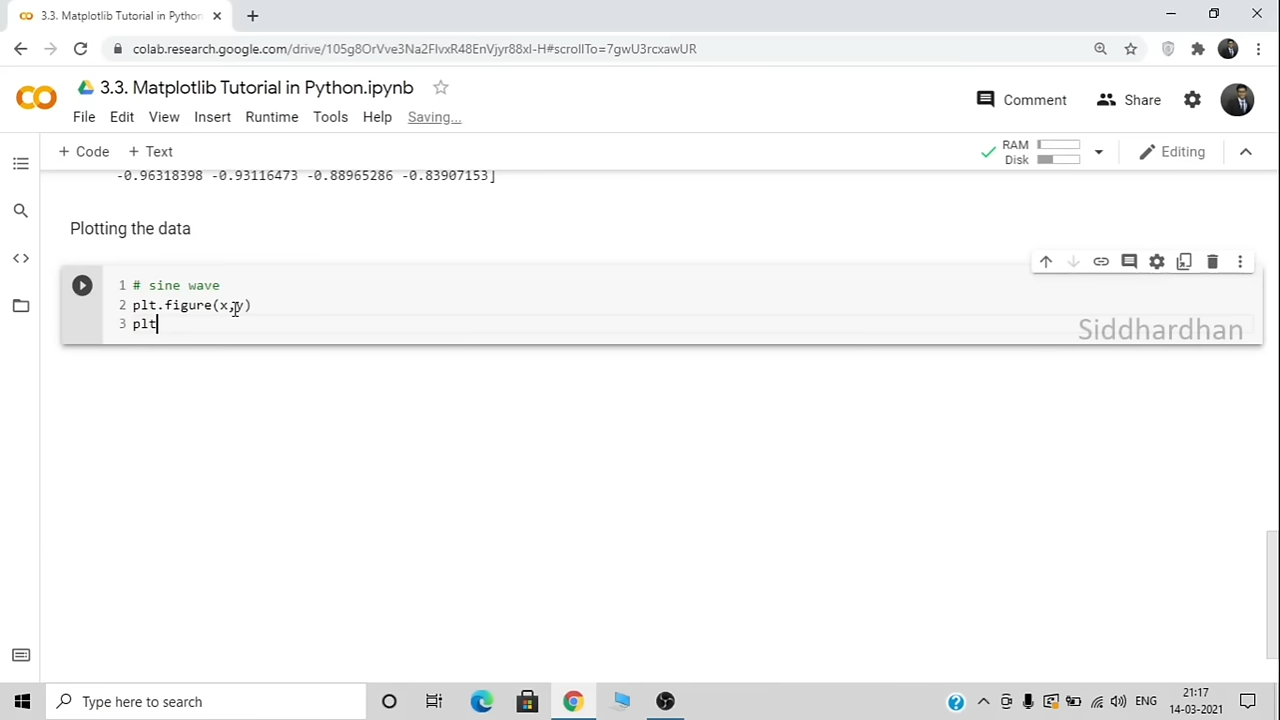 3.3. Matplotlib Tutorial in Python
colab.research.google.com/drive/105g8OrVve3Na2FlvxR48EnVjyr88xl-H#scrollTo=7gwU3rcxawUR
3.3. Matplotlib Tutorial in Python.ipynb
Comment
Share
File Edit View Insert Runtime Tools Help Saving...
+ Code + Text
RAM
Disk
Editing
-0.96318398 -0.93116473 -0.88965286 -0.83907153]
Plotting the data
1 # sine wave
2 plt.figure(x,y)
3 plt
Siddhardhan
Type here to search
ENG
21:17
14-03-2021